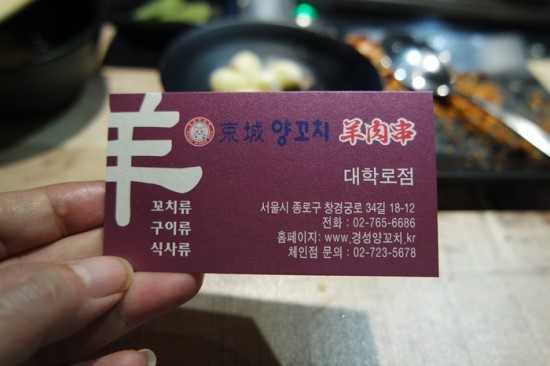 羊
京城 양꼬치 羊肉串
대학로점
꼬치류
구이류
식사류
서울시 종로구 창경궁로 34길 18-12
전화 : 02-765-6686
홈페이지: www.경성양꼬치.kr
체인점 문의 : 02-723-5678